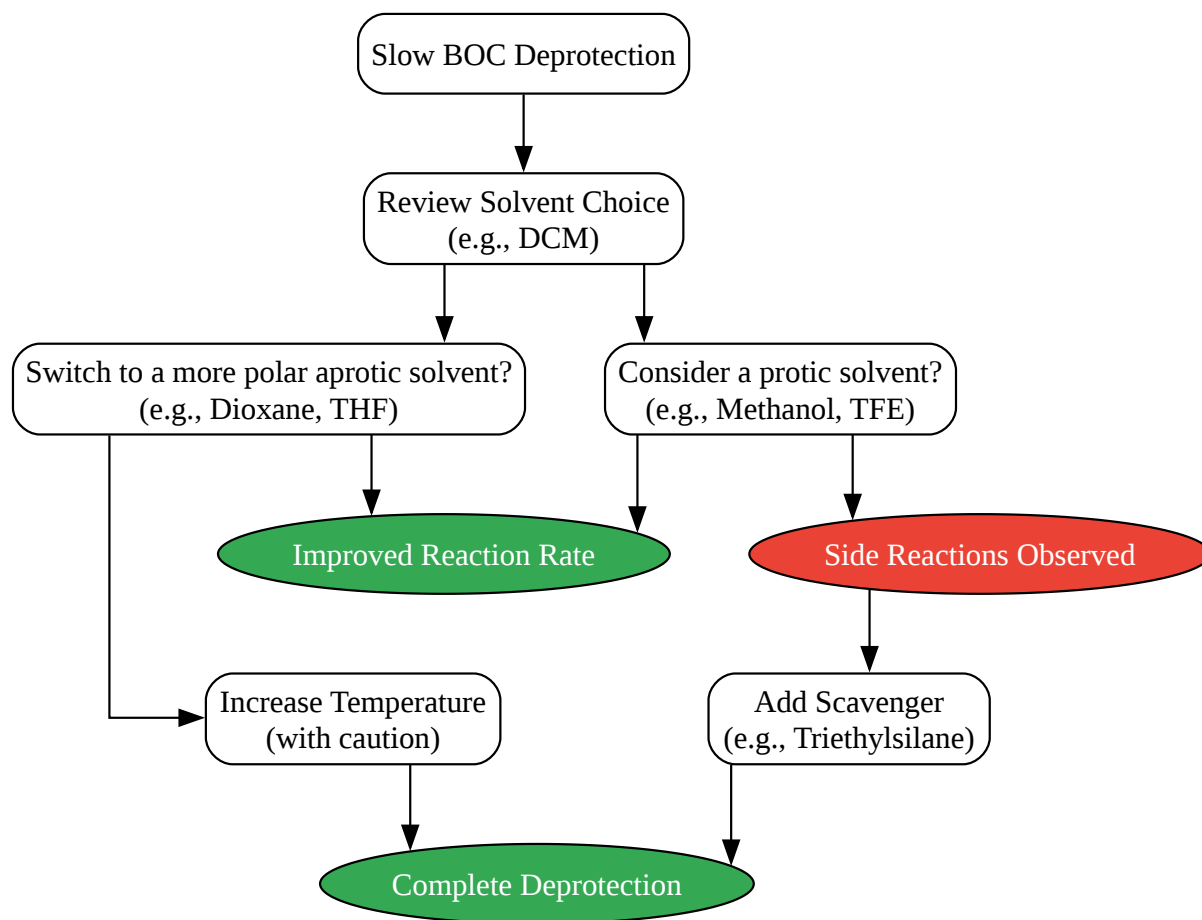 Slow BOC Deprotection
Review Solvent Choice
(e.g., DCM)
Switch to a more polar aprotic solvent?
(e.g., Dioxane, THF)
Consider a protic solvent?
(e.g., Methanol, TFE)
Improved Reaction Rate
Side Reactions Observed
Increase Temperature
(with caution)
Add Scavenger
(e.g., Triethylsilane)
Complete Deprotection